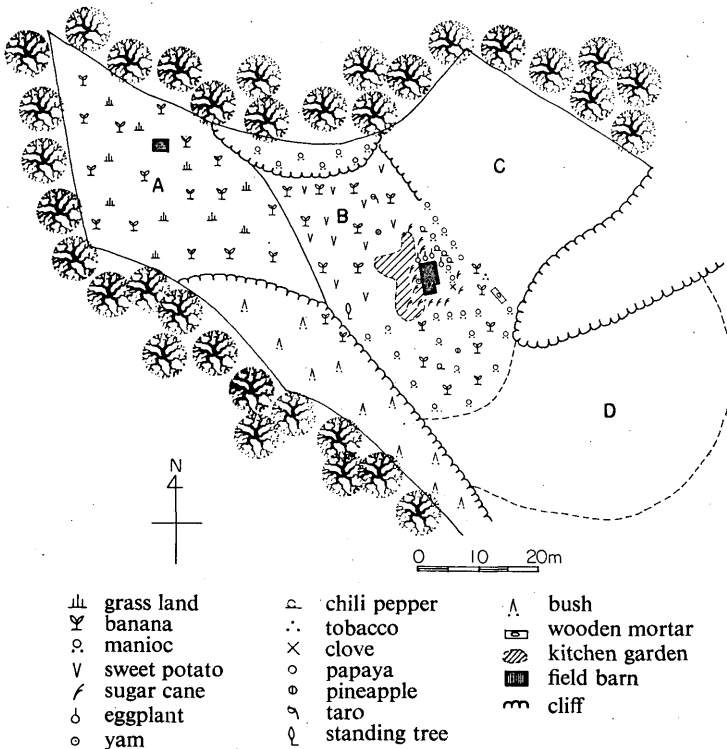 A
B
C
D
N
0 10 20m
grass land
banana
manioc
sweet potato
sugar cane
eggplant
yam
chili pepper
tobacco
clove
papaya
pineapple
taro
standing tree
bush
wooden mortar
kitchen garden
field barn
cliff